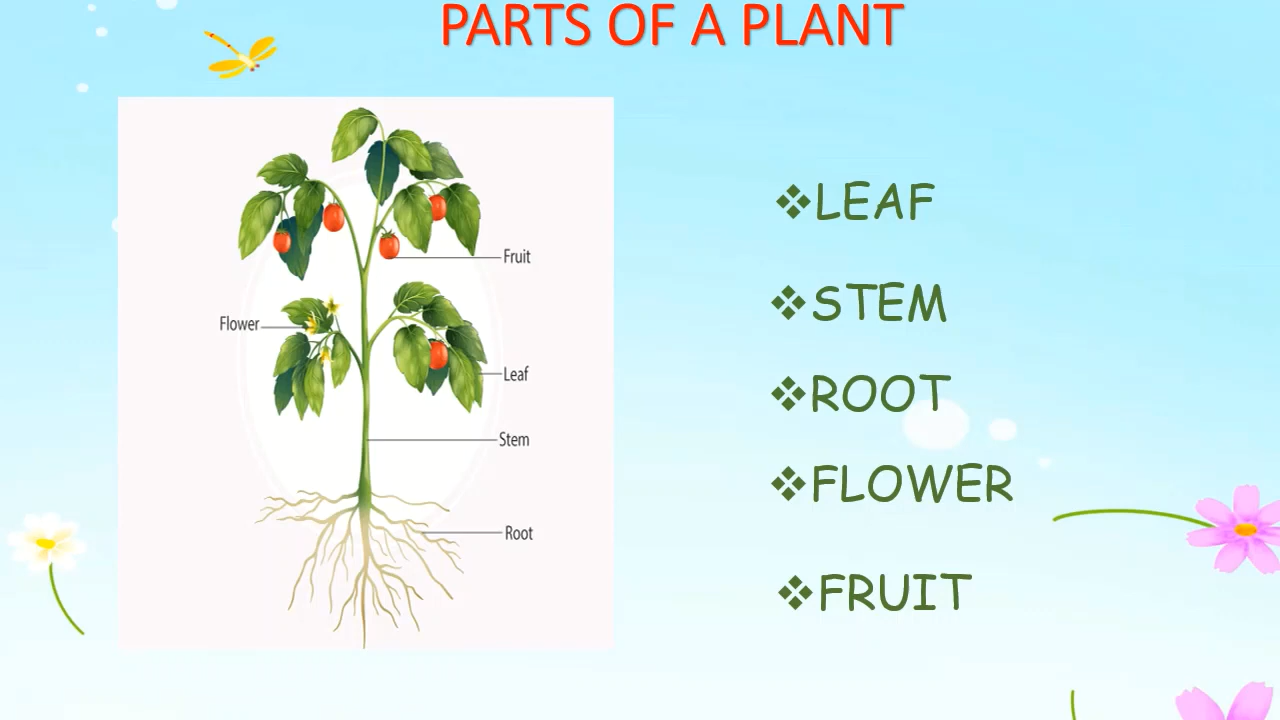 PARTS OF A PLANT
Fruit
Flower
Leaf
Stem
Root
❖LEAF
❖STEM
❖ROOT
❖FLOWER
❖FRUIT